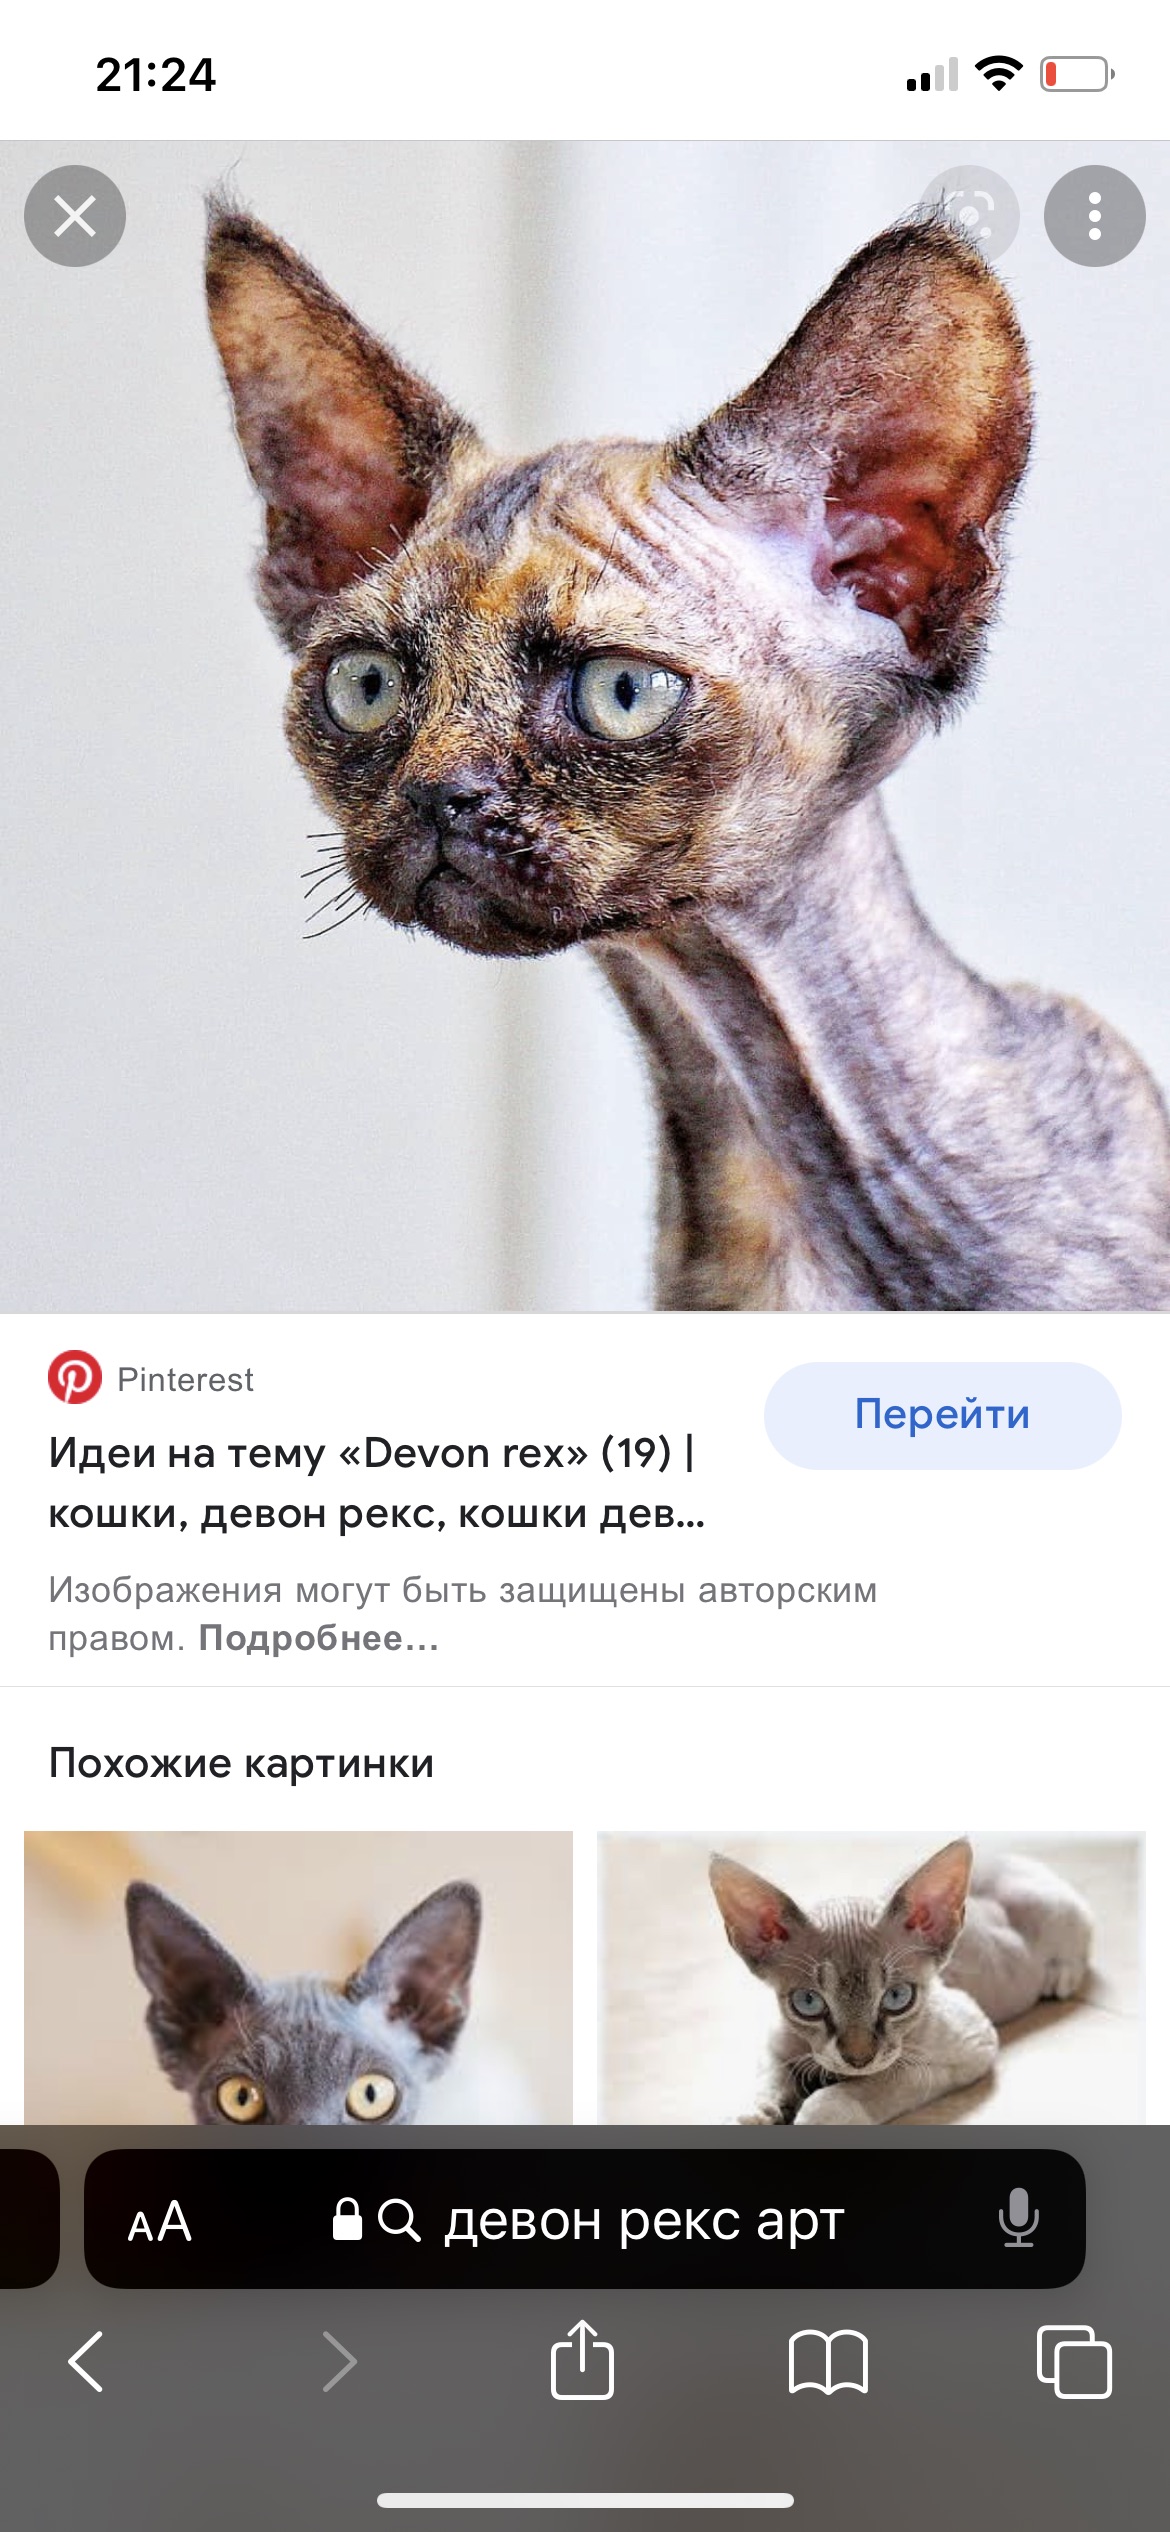 21:24
Pinterest
Перейти
Идеи на тему «Devon rex» (19) |
кошки, девон рекс, кошки дев...
Изображения могут быть защищены авторским
правом. Подробнее...
Похожие картинки
AA девон рекс арт